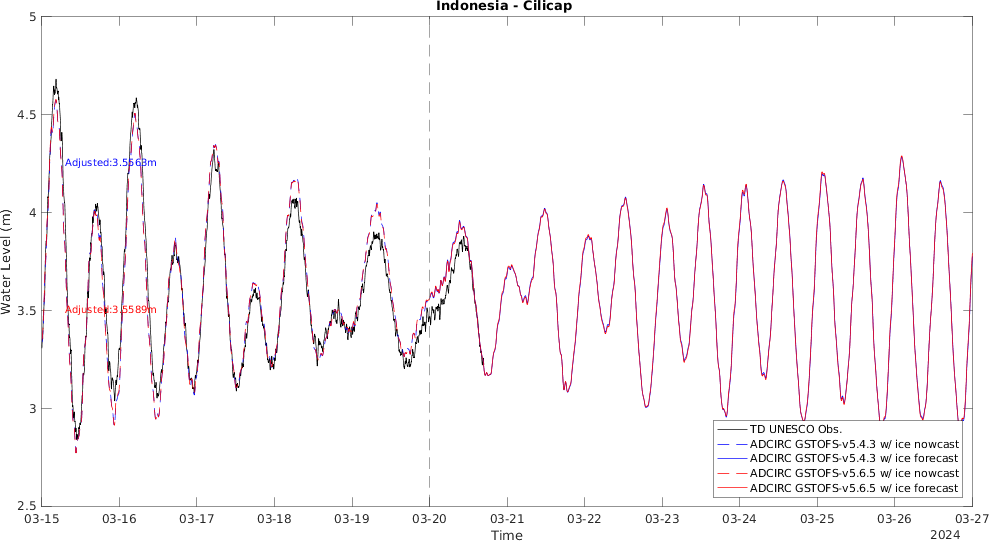 Indonesia - Cilicap
Water Level (m)
5
4.5
4
3.5
3
2.5
Adjusted:3.5563m
Adjusted:3.5589m
TD UNESCO Obs.
ADCIRC GSTOFS-v5.4.3 w/ ice nowcast
ADCIRC GSTOFS-v5.4.3 w/ ice forecast
ADCIRC GSTOFS-v5.6.5 w/ ice nowcast
ADCIRC GSTOFS-v5.6.5 w/ ice forecast
03-15 03-16 03-17 03-18 03-19 03-20 03-21 03-22 03-23 03-24 03-25 03-26 03-27
Time
2024